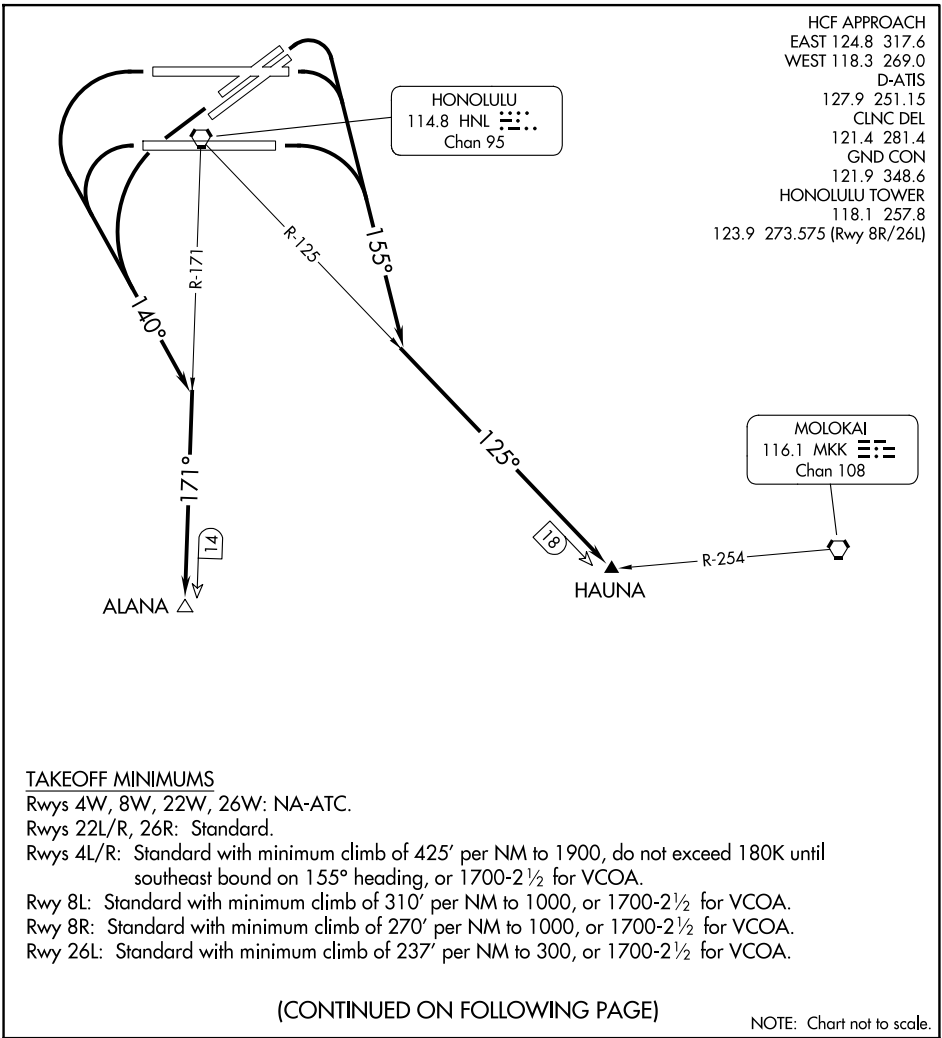 HCF APPROACH
EAST 124.8 317.6
WEST 118.3 269.0
D-ATIS
127.9 251.15
CLNC DEL
121.4 281.4
GND CON
121.9 348.6
HONOLULU TOWER
118.1 257.8
123.9 273.575 (Rwy 8R/26L)
HONOLULU
114.8 HNL
Chan 95
R-171
R-125
155°
140°
125°
171°
14
ALANA
18
HAUNA
R-254
MOLOKAI
116.1 MKK
Chan 108
TAKEOFF MINIMUMS
Rwys 4W, 8W, 22W, 26W: NA-ATC.
Rwys 22L/R, 26R: Standard.
Rwys 4L/R: Standard with minimum climb of 425' per NM to 1900, do not exceed 180K until
southeast bound on 155° heading, or 1700-2½ for VCOA.
Rwy 8L: Standard with minimum climb of 310' per NM to 1000, or 1700-2½ for VCOA.
Rwy 8R: Standard with minimum climb of 270' per NM to 1000, or 1700-2½ for VCOA.
Rwy 26L: Standard with minimum climb of 237' per NM to 300, or 1700-2½ for VCOA.
(CONTINUED ON FOLLOWING PAGE)
NOTE: Chart not to scale.